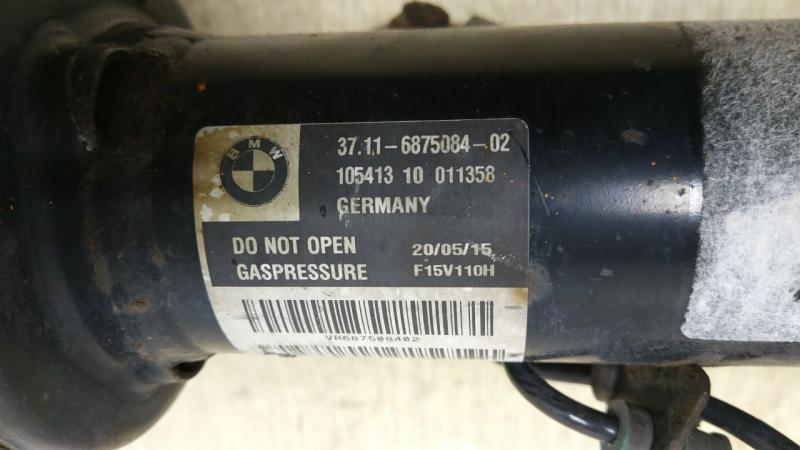 BMW
37.11-6875084-02
105413 10 011358
GERMANY
DO NOT OPEN
GASPRESSURE
20/05/15
F15V110H
VR687508402